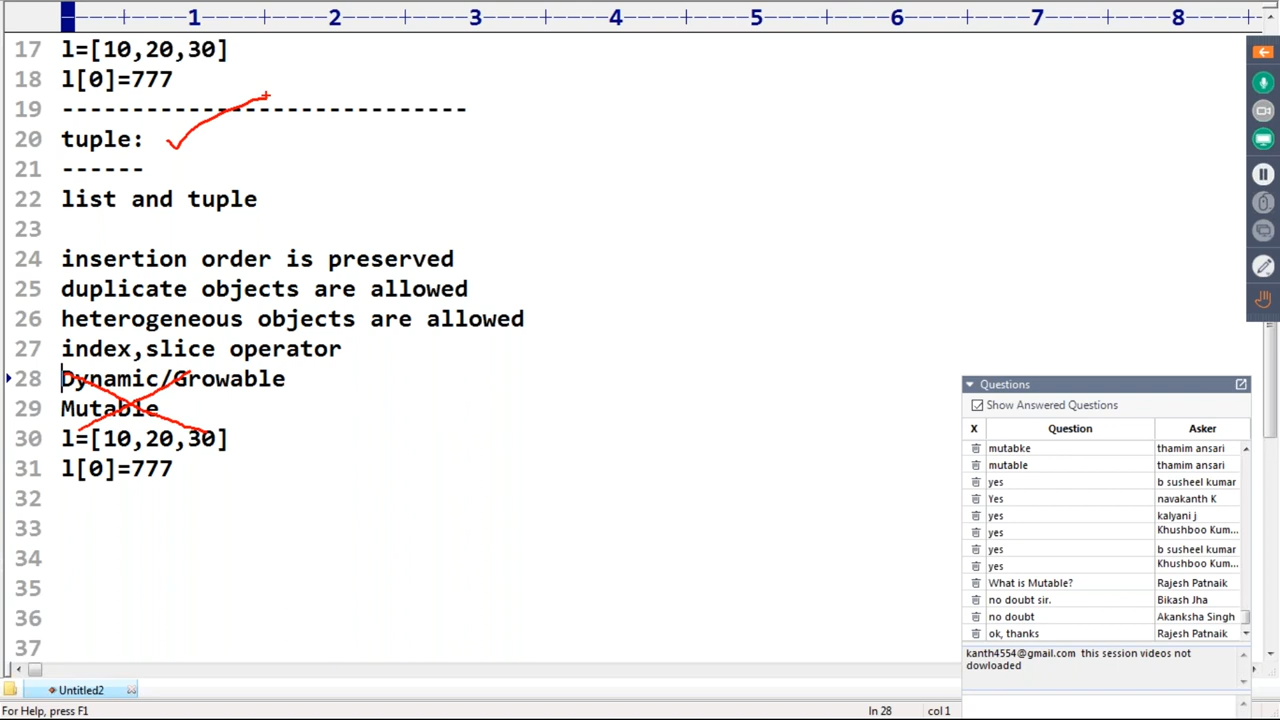 1 2 3 4 5 6 7 8
17 l=[10,20,30]
18 l[0]=777
19 -----------------------------
20 tuple:
21 ------
22 list and tuple
23
24 insertion order is preserved
25 duplicate objects are allowed
26 heterogeneous objects are allowed
27 index,slice operator
28 Dynamic/Growable
29 Mutable
30 l=[10,20,30]
31 l[0]=777
32
33
34
35
36
37
Questions
Show Answered Questions
X Question Asker
mutabke thamim ansari
mutable thamim ansari
yes b susheel kumar
Yes navakanth K
yes kalyani j
yes Khushboo Kum...
yes b susheel kumar
yes Khushboo Kum...
What is Mutable? Rajesh Patnaik
no doubt sir. Bikash Jha
no doubt Akanksha Singh
ok, thanks Rajesh Patnaik
kanth4554@gmail.com this session videos not
dowloaded
Untitled2
For Help, press F1 ln 28 col 1